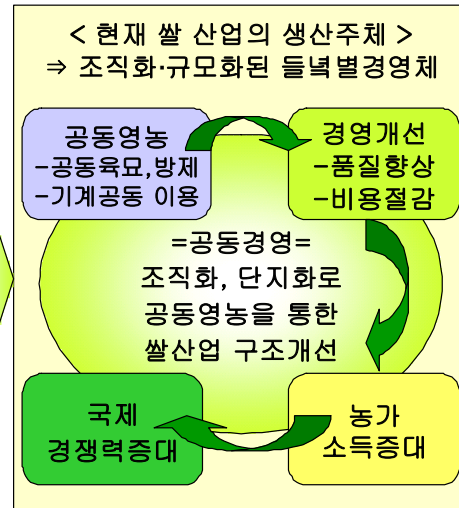 < 현재 쌀 산업의 생산주체 >
⇒ 조직화·규모화된 들녘별경영체
공동영농
-공동육묘,방제
-기계공동 이용
경영개선
-품질향상
-비용절감
=공동경영=
조직화, 단지화로
공동영농을 통한
쌀산업 구조개선
국제
경쟁력증대
농가
소득증대